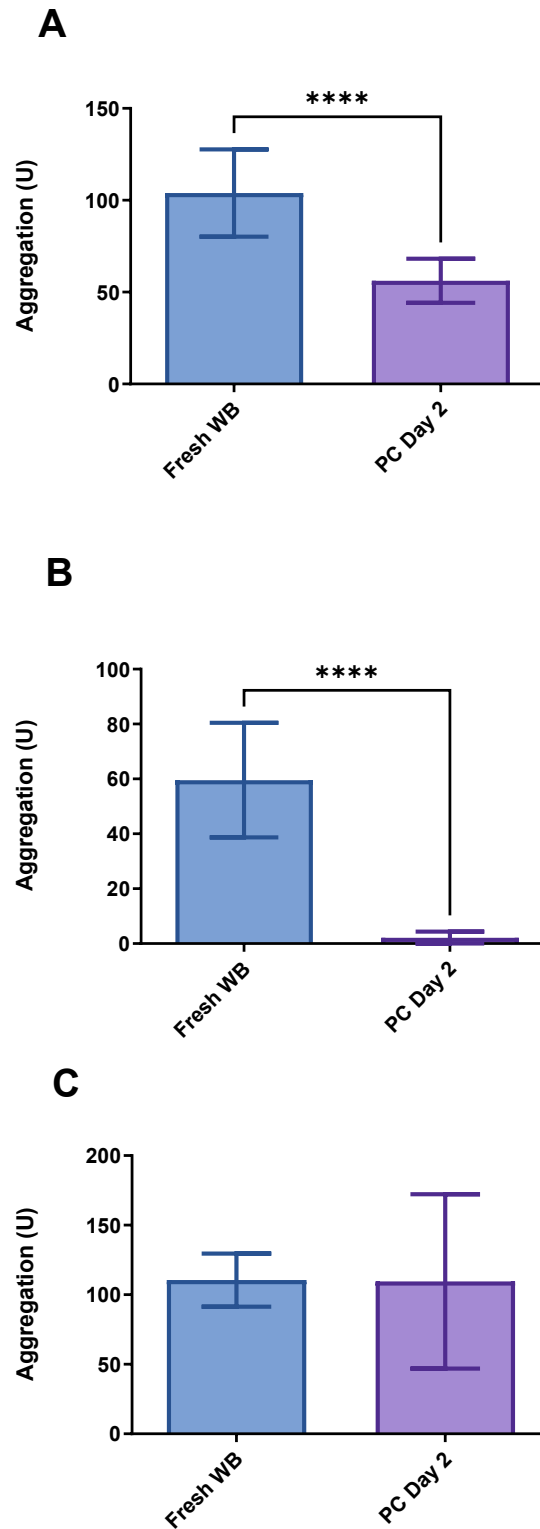 A
Aggregation (U)
150
100
50
0
****
Fresh WB
PC Day 2
B
Aggregation (U)
100
80
60
40
20
0
****
Fresh WB
PC Day 2
C
Aggregation (U)
200
150
100
50
0
Fresh WB
PC Day 2